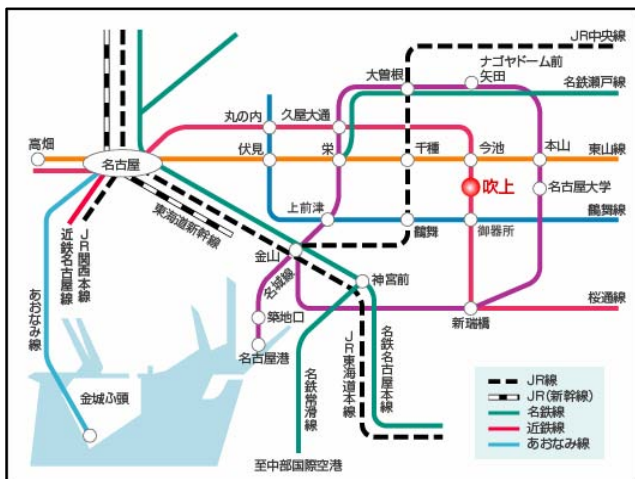 JR中央線
ナゴヤドーム前
矢田
大曽根
名鉄瀬戸線
丸の内
久屋大通
高畑
名古屋
伏見
栄
千種
今池
本山
東山線
吹上
名古屋大学
上前津
鶴舞
御器所
鶴舞線
東海道新幹線
JR関西本線
近鉄名古屋線
あおなみ線
金山
名城線
神宮前
桜通線
新瑞橋
築地口
名古屋港
金城ふ頭
名鉄常滑線
JR東海道本線
名鉄名古屋本線
至中部国際空港
JR線
JR(新幹線)
名鉄線
近鉄線
あおなみ線